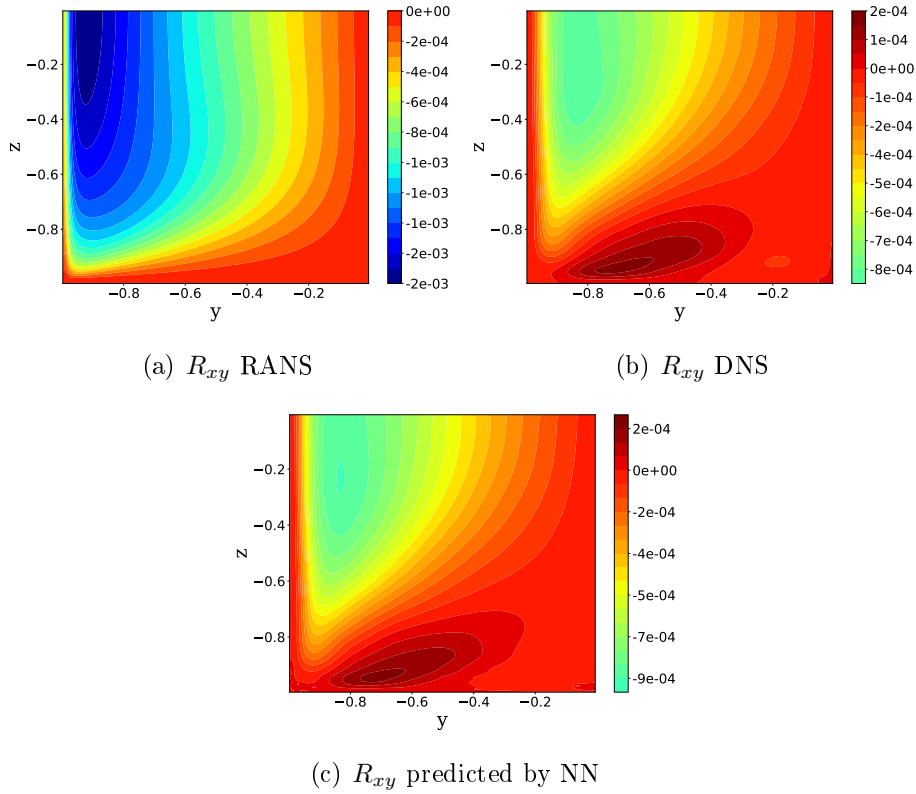 0e+00
-2e-04
-4e-04
-6e-04
-8e-04
-1e-03
-1e-03
-1e-03
-2e-03
-2e-03
−0.2
−0.4
−0.6
−0.8
z
−0.8 −0.6 −0.4 −0.2
y
(a) R_xy RANS
2e-04
1e-04
0e+00
-1e-04
-2e-04
-4e-04
-5e-04
-6e-04
-7e-04
-8e-04
−0.2
−0.4
−0.6
−0.8
z
−0.8 −0.6 −0.4 −0.2
y
(b) R_xy DNS
2e-04
0e+00
-2e-04
-5e-04
-7e-04
-9e-04
−0.2
−0.4
−0.6
−0.8
z
−0.8 −0.6 −0.4 −0.2
y
(c) R_xy predicted by NN